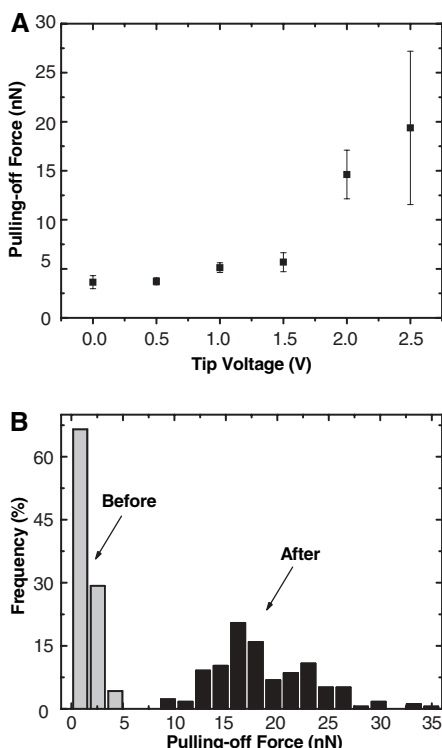 A
30
25
20
15
10
5
0
Pulling-off Force (nN)
0.0 0.5 1.0 1.5 2.0 2.5
Tip Voltage (V)
B
60
45
30
15
0
Frequency (%)
Before
After
0 5 10 15 20 25 30 35
Pulling-off Force (nN)